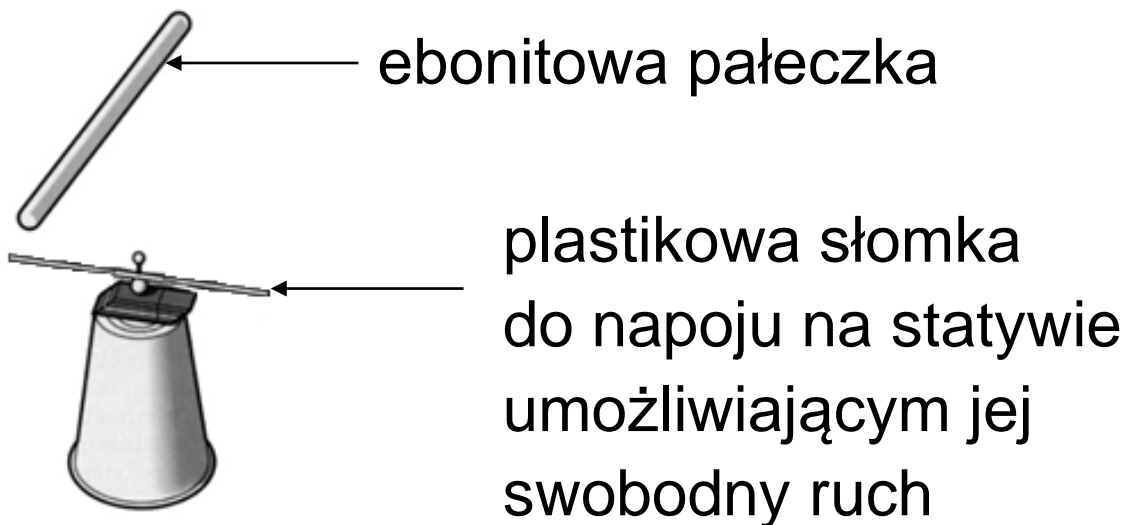 ebonitowa pałeczka
plastikowa słomka
do napoju na statywie
umożliwiającym jej
swobodny ruch